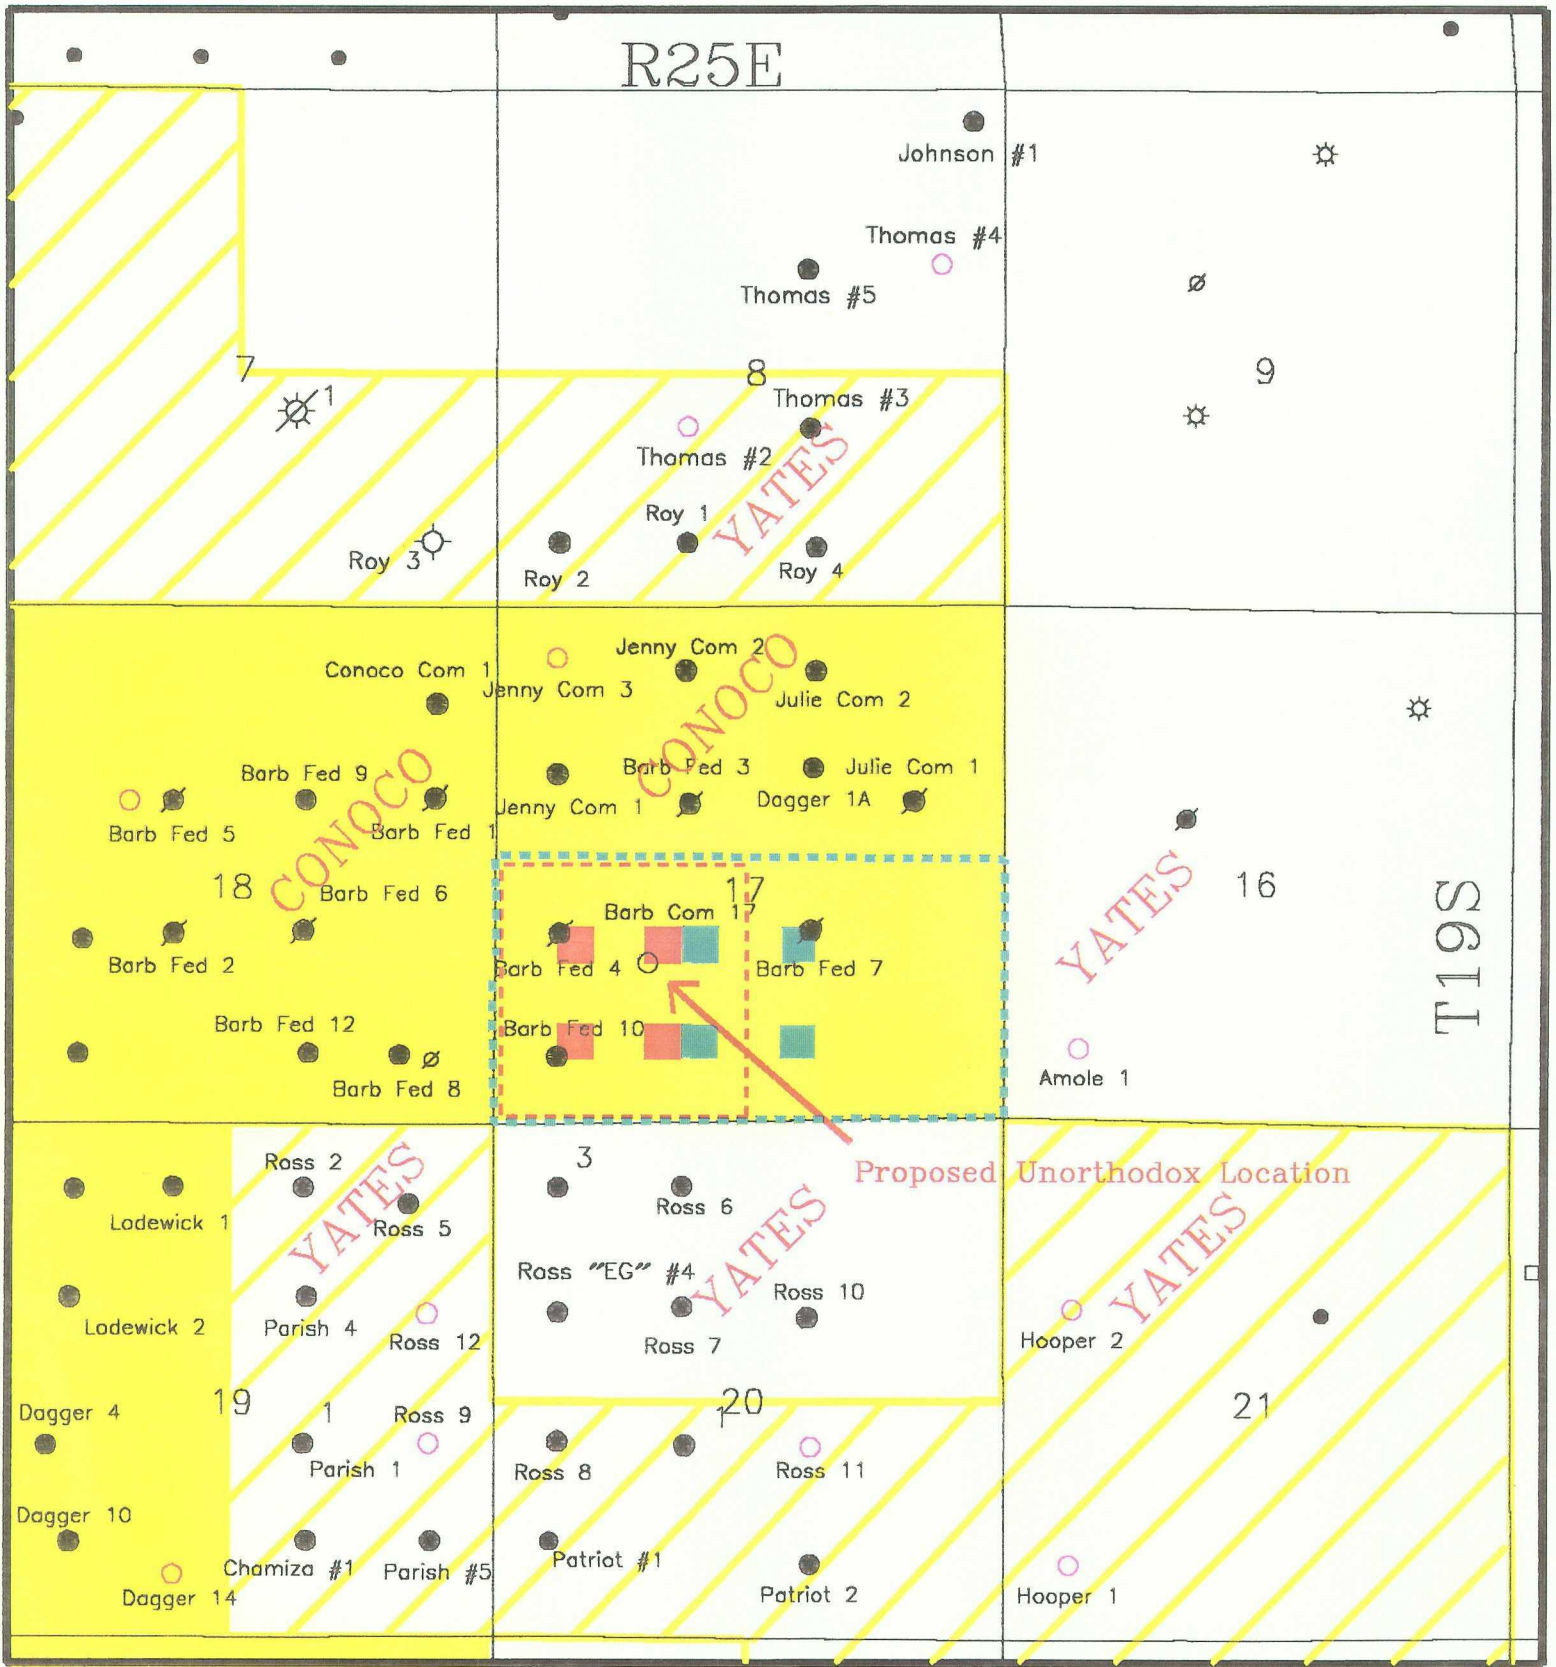 R25E
Johnson #1
Thomas #4
Thomas #5
7
8
9
1
Thomas #3
Thomas #2
YATES
Roy 1
Roy 3
Roy 2
Roy 4
Jenny Com 2
Conoco Com 1
Jenny Com 3
Julie Com 2
CONOCO
CONOCO
Barb Fed 9
Barb Fed 3
Julie Com 1
Dagger 1A
Jenny Com 1
Barb Fed 5
Barb Fed 1
18
Barb Fed 6
17
16
YATES
T19S
Barb Com 17
Barb Fed 2
Barb Fed 4
Barb Fed 7
Barb Fed 12
Barb Fed 10
Barb Fed 8
Amole 1
Ross 2
3
Proposed Unorthodox Location
YATES
YATES
YATES
Lodewick 1
Ross 5
Ross 6
Ross "EG" #4
Ross 10
Lodewick 2
Parish 4
Ross 12
Ross 7
Hooper 2
19
20
21
Dagger 4
1
Ross 9
1
Parish 1
Ross 8
Ross 11
Dagger 10
Chamiza #1
Parish #5
Patriot #1
Dagger 14
Patriot 2
Hooper 1